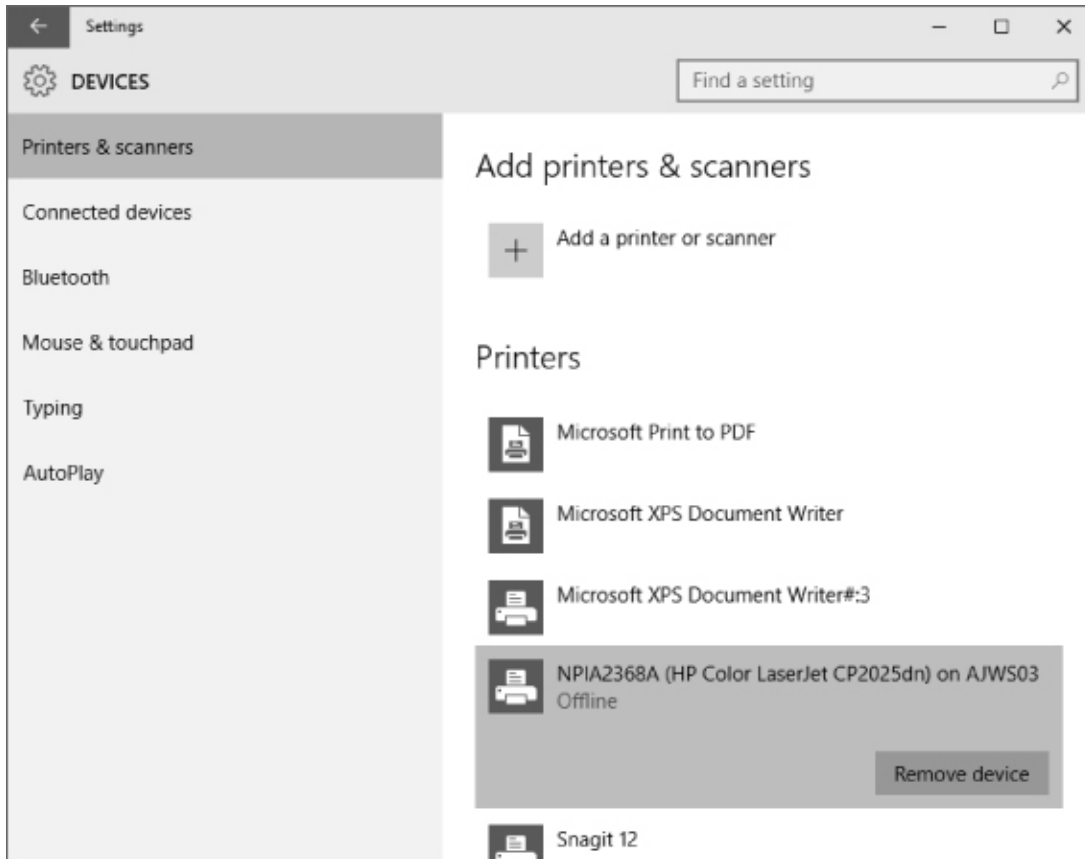 Settings
DEVICES
Find a setting
Printers & scanners
Connected devices
Bluetooth
Mouse & touchpad
Typing
AutoPlay
Add printers & scanners
Add a printer or scanner
Printers
Microsoft Print to PDF
Microsoft XPS Document Writer
Microsoft XPS Document Writer#:3
NPIA2368A (HP Color LaserJet CP2025dn) on AJWS03
Offline
Remove device
Snagit 12